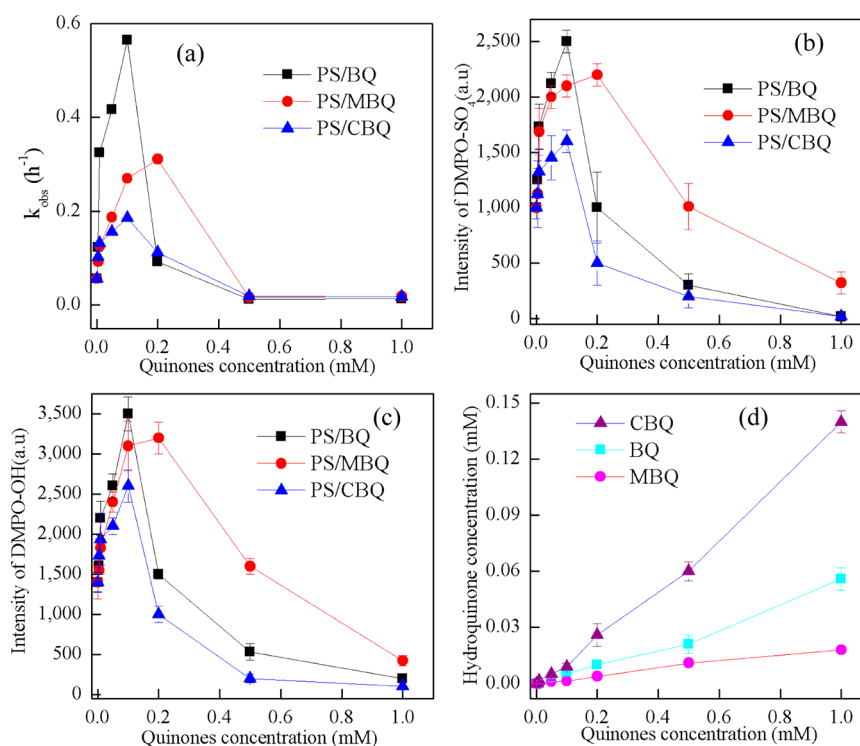 (a)
PS/BQ
PS/MBQ
PS/CBQ
0.6
0.4
0.2
0.0
k_obs (h⁻¹)
0.0 0.2 0.4 0.6 0.8 1.0
Quinones concentration (mM)
(b)
PS/BQ
PS/MBQ
PS/CBQ
2,500
2,000
1,500
1,000
500
0
Intensity of DMPO-SO₄(a.u)
0.0 0.2 0.4 0.6 0.8 1.0
Quinones concentration (mM)
(c)
PS/BQ
PS/MBQ
PS/CBQ
3,500
3,000
2,500
2,000
1,500
1,000
500
0
Intensity of DMPO-OH(a.u)
0.0 0.2 0.4 0.6 0.8 1.0
Quinones concentration (mM)
(d)
CBQ
BQ
MBQ
0.15
0.12
0.09
0.06
0.03
0.00
Hydroquinone concentration (mM)
0.0 0.2 0.4 0.6 0.8 1.0
Quinones concentration (mM)